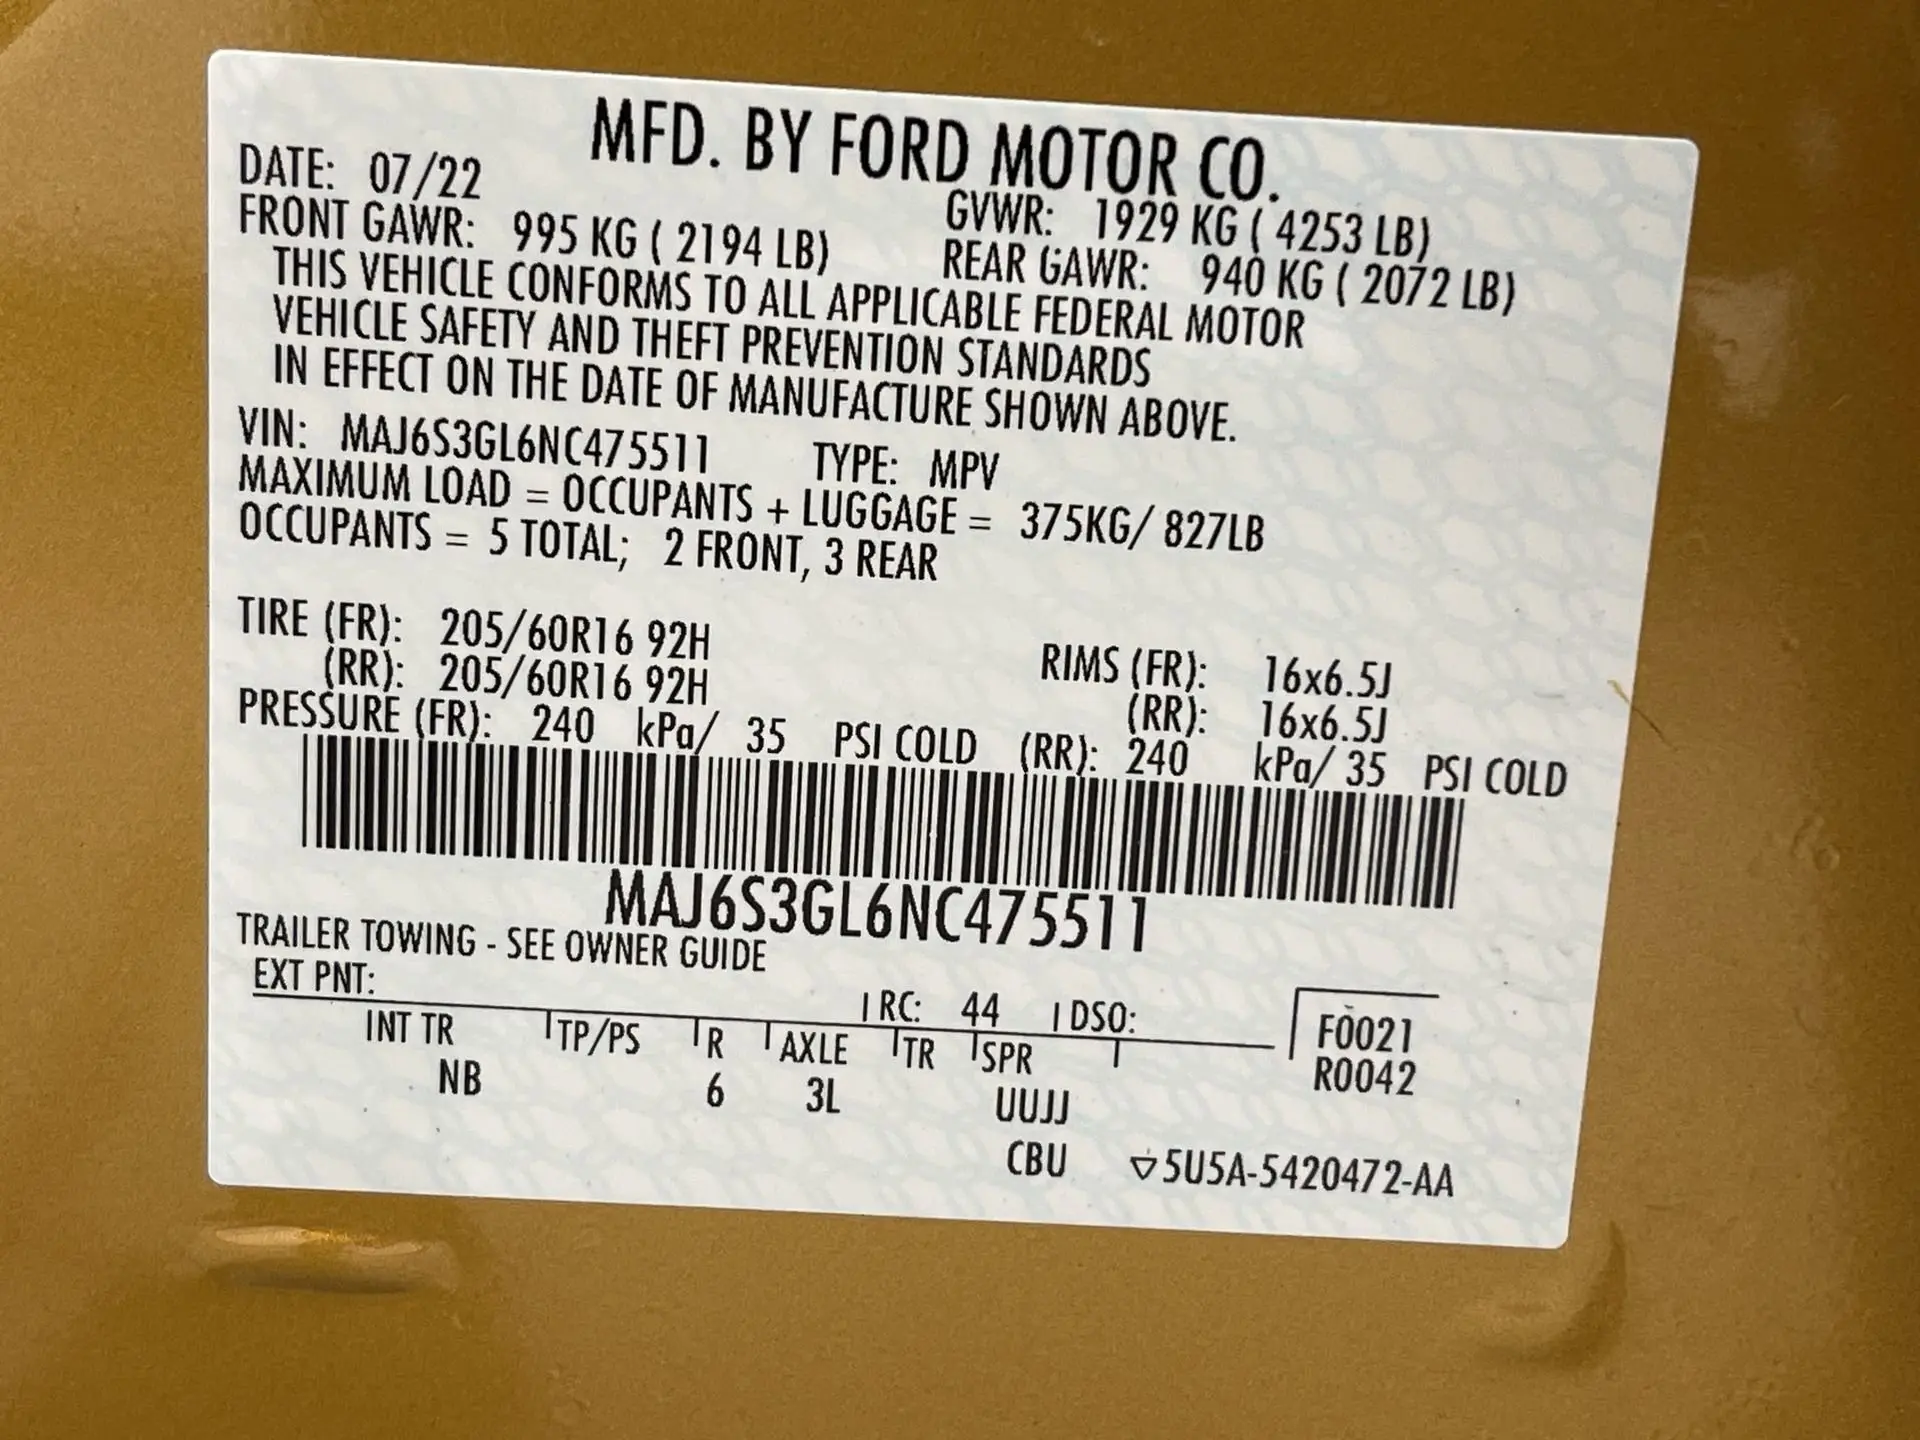 MFD. BY FORD MOTOR CO.
DATE: 07/22
GVWR: 1929 KG ( 4253 LB)
FRONT GAWR: 995 KG ( 2194 LB)
REAR GAWR: 940 KG ( 2072 LB)
THIS VEHICLE CONFORMS TO ALL APPLICABLE FEDERAL MOTOR
VEHICLE SAFETY AND THEFT PREVENTION STANDARDS
IN EFFECT ON THE DATE OF MANUFACTURE SHOWN ABOVE.
VIN: MAJ6S3GL6NC475511 TYPE: MPV
MAXIMUM LOAD = OCCUPANTS + LUGGAGE = 375KG/ 827LB
OCCUPANTS = 5 TOTAL; 2 FRONT, 3 REAR
TIRE (FR): 205/60R16 92H RIMS (FR): 16x6.5J
(RR): 205/60R16 92H (RR): 16x6.5J
PRESSURE (FR): 240 kPa/ 35 PSI COLD (RR): 240 kPa/ 35 PSI COLD
MAJ6S3GL6NC475511
TRAILER TOWING - SEE OWNER GUIDE
EXT PNT: RC: 44 DSO: F0021
INT TR TP/PS R AXLE TR SPR R0042
NB 6 3L UUJJ
CBU 5U5A-5420472-AA